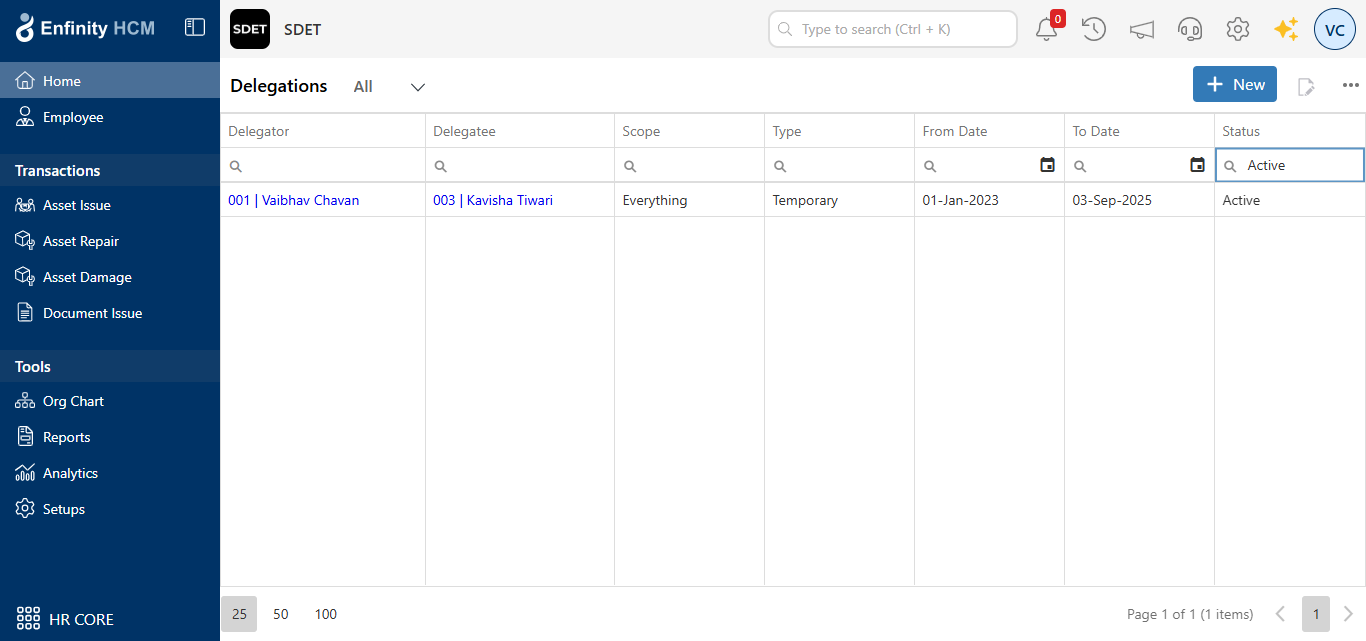 Enfinity HCM
SDET
SDET
Type to search (Ctrl + K)
0
VC
Home
Employee
Transactions
Asset Issue
Asset Repair
Asset Damage
Document Issue
Tools
Org Chart
Reports
Analytics
Setups
HR CORE
Delegations All
New
Delegator Delegatee Scope Type From Date To Date Status
Active
001 | Vaibhav Chavan 003 | Kavisha Tiwari Everything Temporary 01-Jan-2023 03-Sep-2025 Active
25 50 100 Page 1 of 1 (1 items) 1